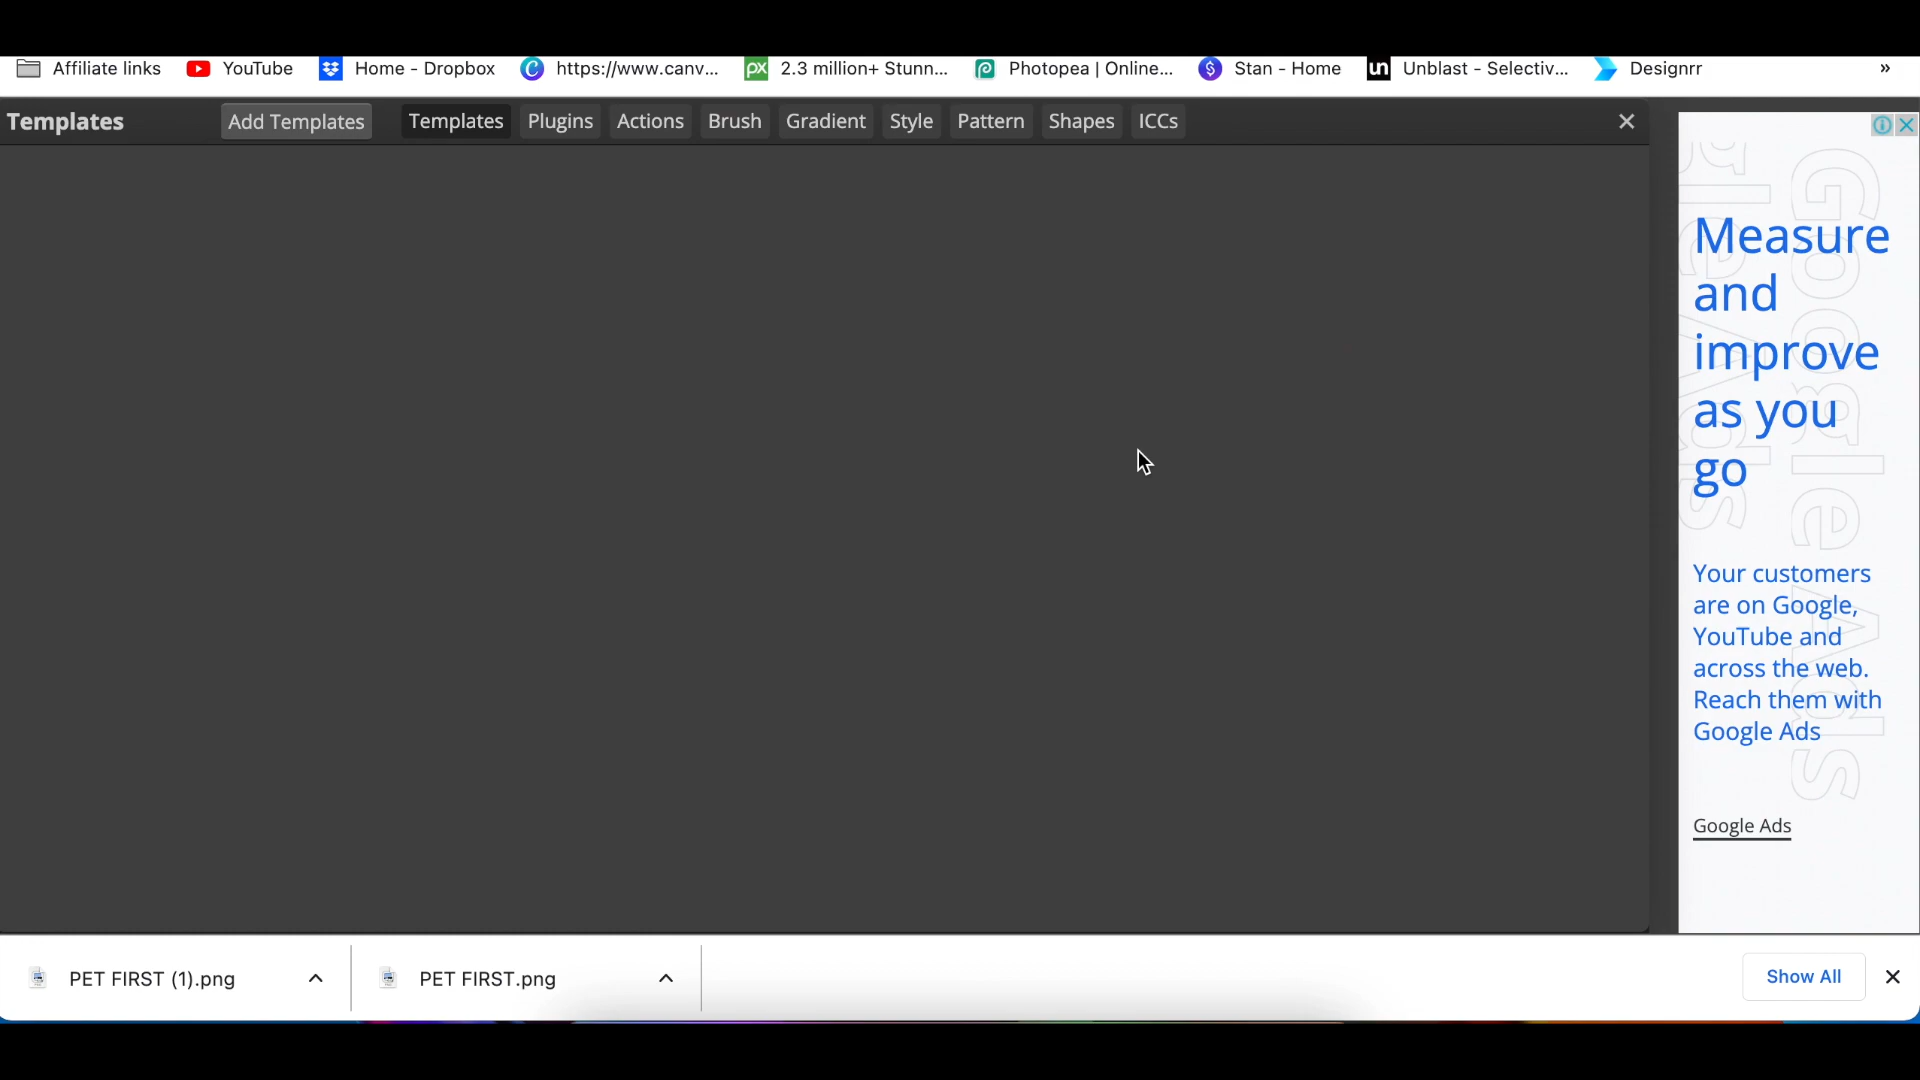 Affiliate links YouTube Home - Dropbox https://www.canv... 2.3 million+ Stunn... Photopea | Online... Stan - Home Unblast - Selectiv... Designrr »
Templates Add Templates Templates Plugins Actions Brush Gradient Style Pattern Shapes ICCs
Measure
and
improve
as you
go
Your customers
are on Google,
YouTube and
across the web.
Reach them with
Google Ads
Google Ads
PET FIRST (1).png PET FIRST.png Show All